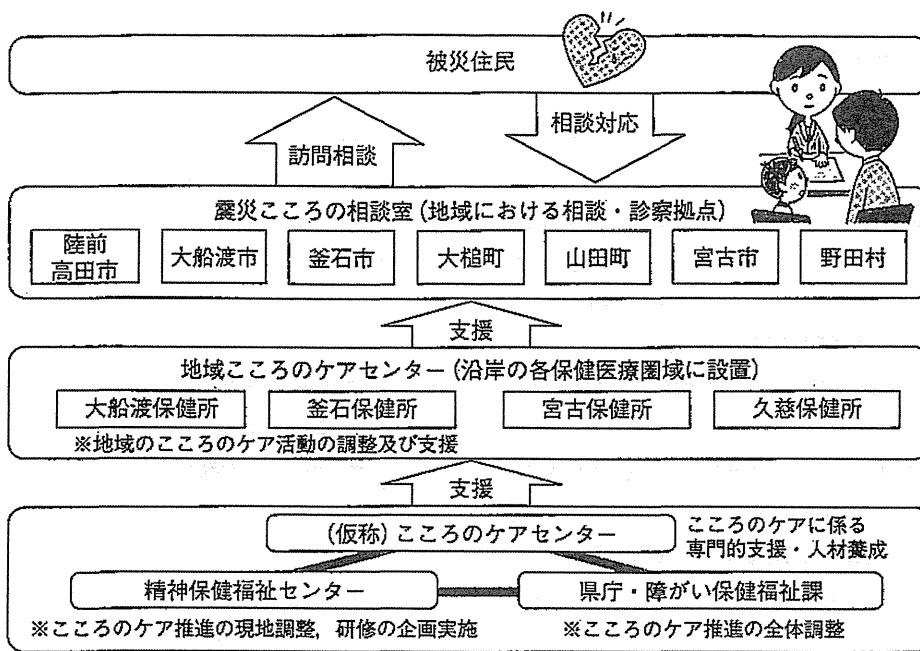 被災住民
訪問相談
相談対応
震災こころの相談室(地域における相談・診察拠点)
陸前
高田市
大船渡市
釜石市
大槌町
山田町
宮古市
野田村
支援
地域こころのケアセンター(沿岸の各保健医療圏域に設置)
大船渡保健所
釜石保健所
宮古保健所
久慈保健所
※地域のこころのケア活動の調整及び支援
支援
(仮称)こころのケアセンター
こころのケアに係る
専門的支援・人材養成
精神保健福祉センター
県庁・障がい保健福祉課
※こころのケア推進の現地調整，研修の企画実施
※こころのケア推進の全体調整